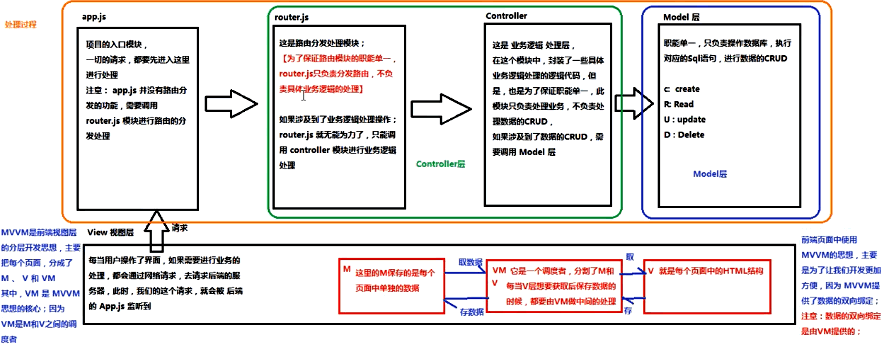 处理过程
app.js
项目的入口模块，
一切的请求，都要先进入这里
进行处理
注意： app.js 并没有路由分
发的功能，需要调用
router.js 模块进行路由的分
发处理
router.js
这是路由分发处理模块；
【为了保证路由模块的职能单一，
router.js只负责分发路由，不负
责具体业务逻辑的处理】
如果涉及到了业务逻辑处理操作；
router.js 就无能为力了，只能调
用 controller 模块进行业务逻辑
处理
Controller层
Controller
这是 业务逻辑 处理层，
在这个模块中，封装了一些具体
业务逻辑处理的逻辑代码，但
是，也是为了保证职能单一，此
模块只负责处理业务，不负责处
理数据的CRUD，
如果涉及到了数据的CRUD，需
要调用 Model 层
Model 层
职能单一，只负责操作数据库，执行
对应的Sql语句，进行数据的CRUD
c: create
R: Read
U : update
D : Delete
Model层
请求
View 视图层
每当用户操作了界面，如果需要进行业务的
处理，都会通过网络请求，去请求后端的服
务器，此时，我们的这个请求，就会被 后端
的 App.js 监听到
MVVM是前端视图层
的分层开发思想，主要
把每个页面，分成了
M 、 V 和 VM
其中，VM 是 MVVM
思想的核心；因为
VM是M和V之间的调
度者
M 这里的M保存的是每个
页面中单独的数据
取数据
存数据
VM 它是一个调度者，分割了M和
V
每当V层想要获取后保存数据的
时候，都要由VM做中间的处理
取
存
V 就是每个页面中的HTML结构
前端页面中使用
MVVM的思想，主要
是为了让我们开发更加
方便，因为 MVVM提
供了数据的双向绑定；
注意：数据的双向绑定
是由VM提供的；